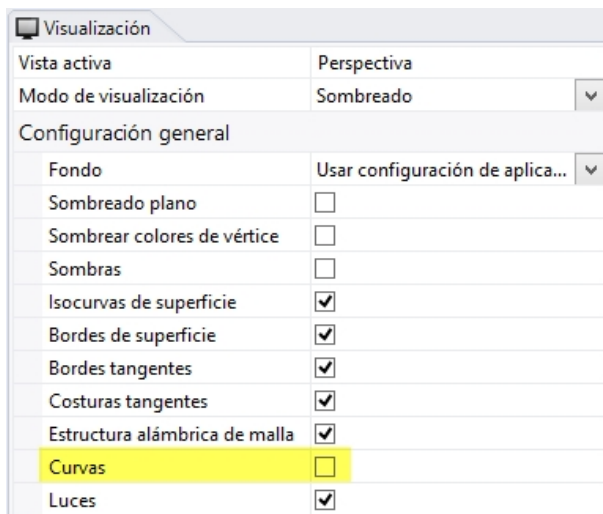 Visualización
Vista activa Perspectiva
Modo de visualización Sombreado
Configuración general
Fondo Usar configuración de aplica...
Sombreado plano
Sombrear colores de vértice
Sombras
Isocurvas de superficie
Bordes de superficie
Bordes tangentes
Costuras tangentes
Estructura alámbrica de malla
Curvas
Luces